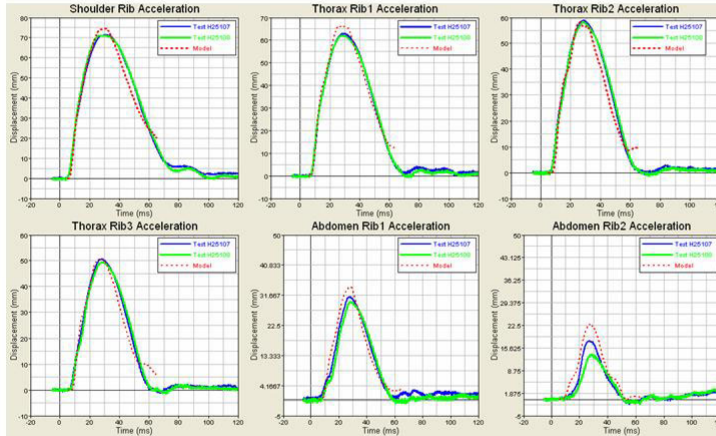 Shoulder Rib Acceleration
80
70
60
50
40
30
20
10
0
-10
-20 0 20 40 60 80 100 120
Displacement (mm)
Time (ms)
Test H25107
Test H25108
Model
Thorax Rib1 Acceleration
70
60
50
40
30
20
10
0
-10
-20 0 20 40 60 80 100 120
Displacement (mm)
Time (ms)
Test H25107
Test H25108
Model
Thorax Rib2 Acceleration
60
50
40
30
20
10
0
-10
-20 0 20 40 60 80 100 120
Displacement (mm)
Time (ms)
Test H25107
Test H25108
Model
Thorax Rib3 Acceleration
60
50
40
30
20
10
0
-10
-20 0 20 40 60 80 100 120
Displacement (mm)
Time (ms)
Test H25107
Test H25108
Model
Abdomen Rib1 Acceleration
50
40.833
31.667
22.5
13.333
4.1667
-5
-20 0 20 40 60 80 100 120
Displacement (mm)
Time (ms)
Test H25107
Test H25108
Model
Abdomen Rib2 Acceleration
50
43.125
36.25
29.375
22.5
15.625
8.75
1.875
-5
-20 0 20 40 60 80 100 120
Displacement (mm)
Time (ms)
Test H25107
Test H25108
Model